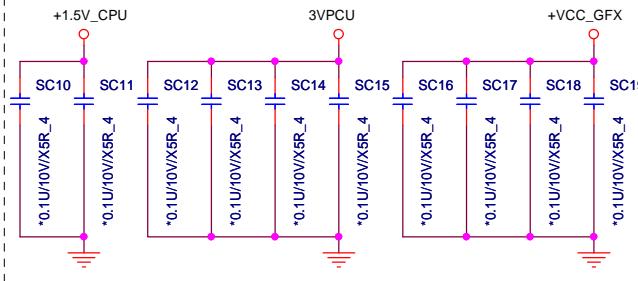 +1.5V_CPU
3VPCU
+VCC_GFX
SC10
SC11
SC12
SC13
SC14
SC15
SC16
SC17
SC18
SC19
*0.1U/10V/X5R_4
*0.1U/10V/X5R_4
*0.1U/10V/X5R_4
*0.1U/10V/X5R_4
*0.1U/10V/X5R_4
*0.1U/10V/X5R_4
*0.1U/10V/X5R_4
*0.1U/10V/X5R_4
*0.1U/10V/X5R_4
*0.1U/10V/X5R_4